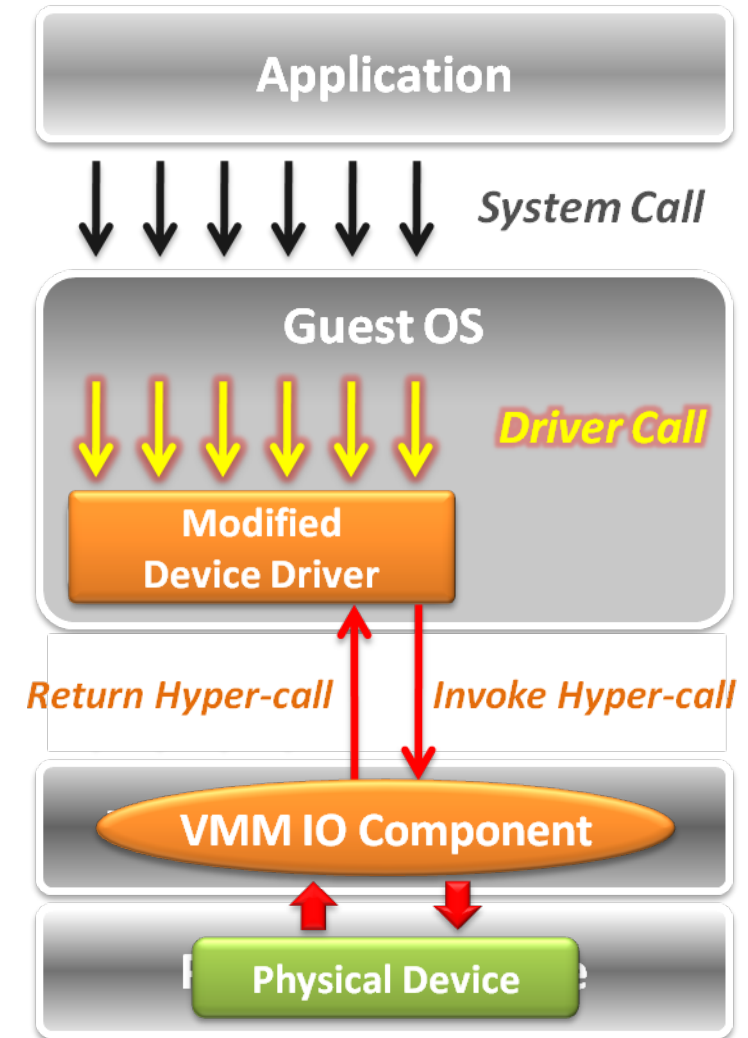 Application
System Call
Guest OS
Driver Call
Modified
Device Driver
Return Hyper-call
Invoke Hyper-call
VMM IO Component
Physical Device